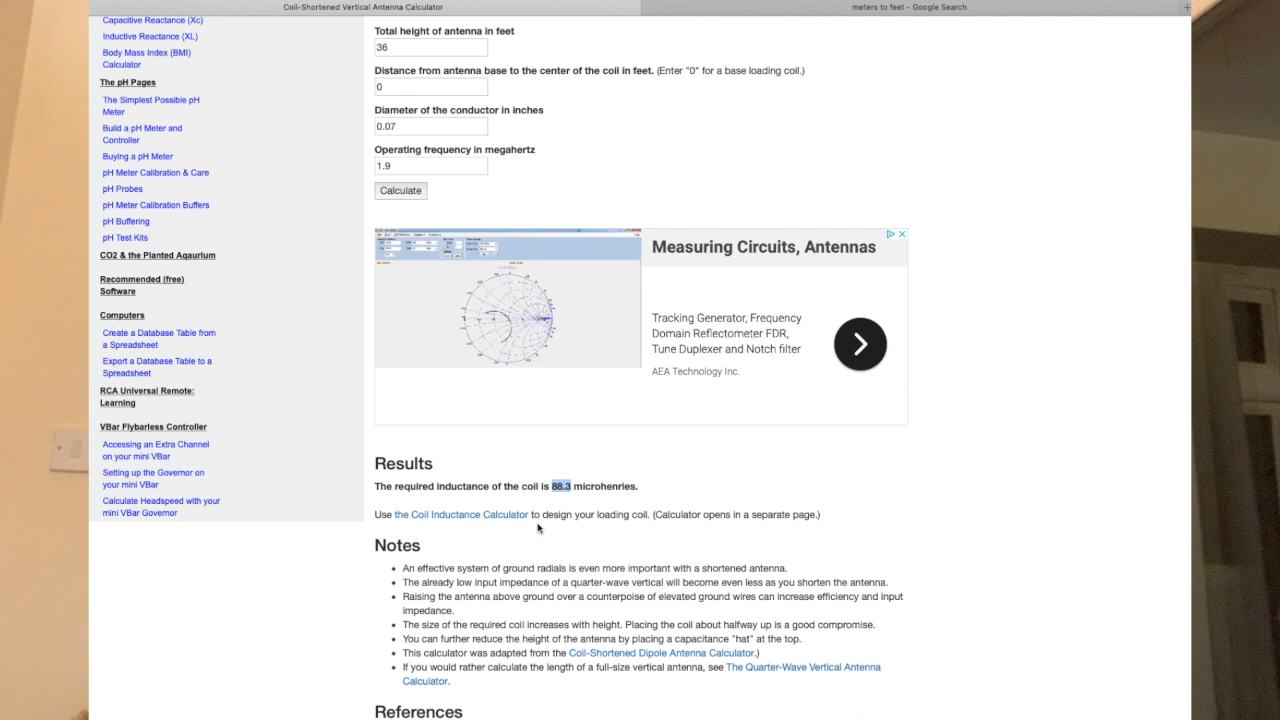 Coil-Shortened Vertical Antenna Calculator
meters to feet - Google Search
Capacitive Reactance (Xc)
Inductive Reactance (XL)
Body Mass Index (BMI)
Calculator
The pH Pages
The Simplest Possible pH
Meter
Build a pH Meter and
Controller
Buying a pH Meter
pH Meter Calibration & Care
pH Probes
pH Meter Calibration Buffers
pH Buffering
pH Test Kits
CO2 & the Planted Aqaurium
Recommended (free)
Software
Computers
Create a Database Table from
a Spreadsheet
Export a Database Table to a
Spreadsheet
RCA Universal Remote:
Learning
VBar Flybarless Controller
Accessing an Extra Channel
on your mini VBar
Setting up the Governor on
your mini VBar
Calculate Headspeed with your
mini VBar Governor
Total height of antenna in feet
36
Distance from antenna base to the center of the coil in feet. (Enter "0" for a base loading coil.)
0
Diameter of the conductor in inches
0.07
Operating frequency in megahertz
1.9
Calculate
Measuring Circuits, Antennas
Tracking Generator, Frequency
Domain Reflectometer FDR,
Tune Duplexer and Notch filter
AEA Technology Inc.
Results
The required inductance of the coil is 88.3 microhenries.
Use the Coil Inductance Calculator to design your loading coil. (Calculator opens in a separate page.)
Notes
• An effective system of ground radials is even more important with a shortened antenna.
• The already low input impedance of a quarter-wave vertical will become even less as you shorten the antenna.
• Raising the antenna above ground over a counterpoise of elevated ground wires can increase efficiency and input
impedance.
• The size of the required coil increases with height. Placing the coil about halfway up is a good compromise.
• You can further reduce the height of the antenna by placing a capacitance "hat" at the top.
• This calculator was adapted from the Coil-Shortened Dipole Antenna Calculator.)
• If you would rather calculate the length of a full-size vertical antenna, see The Quarter-Wave Vertical Antenna
Calculator.
References